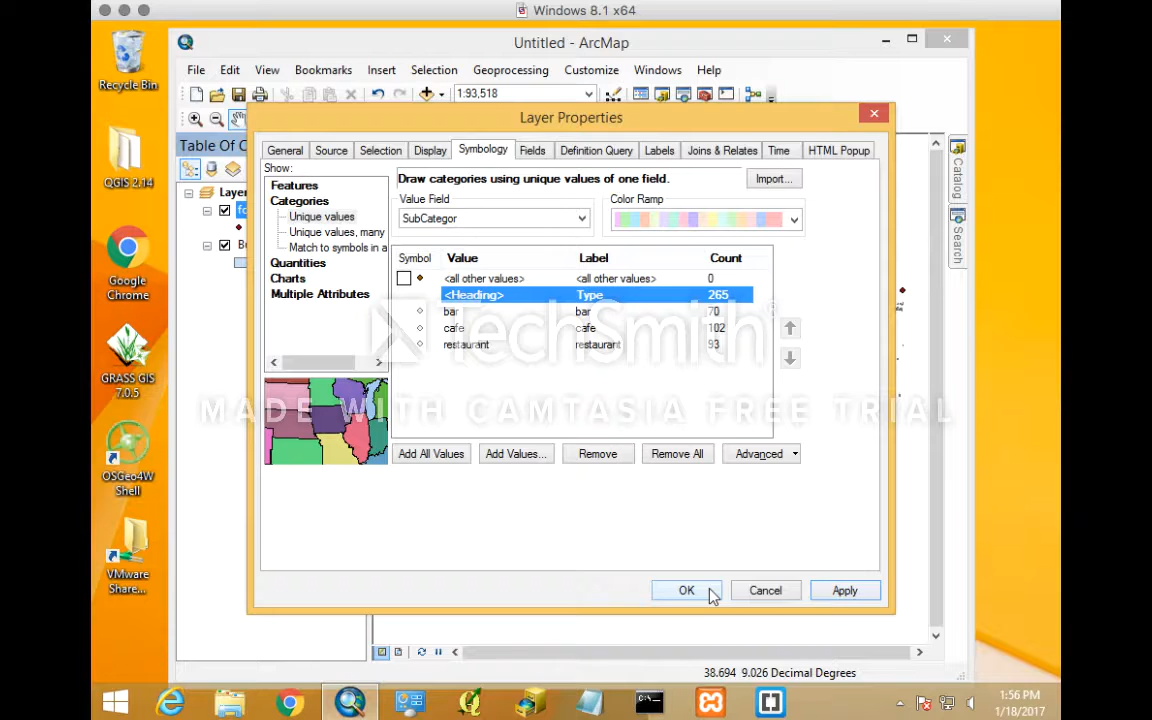 Windows 8.1 x64
Recycle Bin
QGIS 2.14
Google
Chrome
GRASS GIS
7.0.5
OSGeo4W
Shell
VMware
Share...
Untitled - ArcMap
File Edit View Bookmarks Insert Selection Geoprocessing Customize Windows Help
1:93,518
Table Of C
Laye
fo
B
Layer Properties
General Source Selection Display Symbology Fields Definition Query Labels Joins & Relates Time HTML Popup
Show:
Features
Categories
Unique values
Unique values, many
Match to symbols in a
Quantities
Charts
Multiple Attributes
Draw categories using unique values of one field.
Import...
Value Field
SubCategor
Color Ramp
Symbol Value Label Count
<all other values> <all other values> 0
<Heading> Type 265
bar bar 70
cafe cafe 102
restaurant restaurant 93
Add All Values Add Values... Remove Remove All Advanced
OK Cancel Apply
Catalog
Search
TechSmith
MADE WITH CAMTASIA FREE TRIAL
38.694 9.026 Decimal Degrees
1:56 PM
1/18/2017